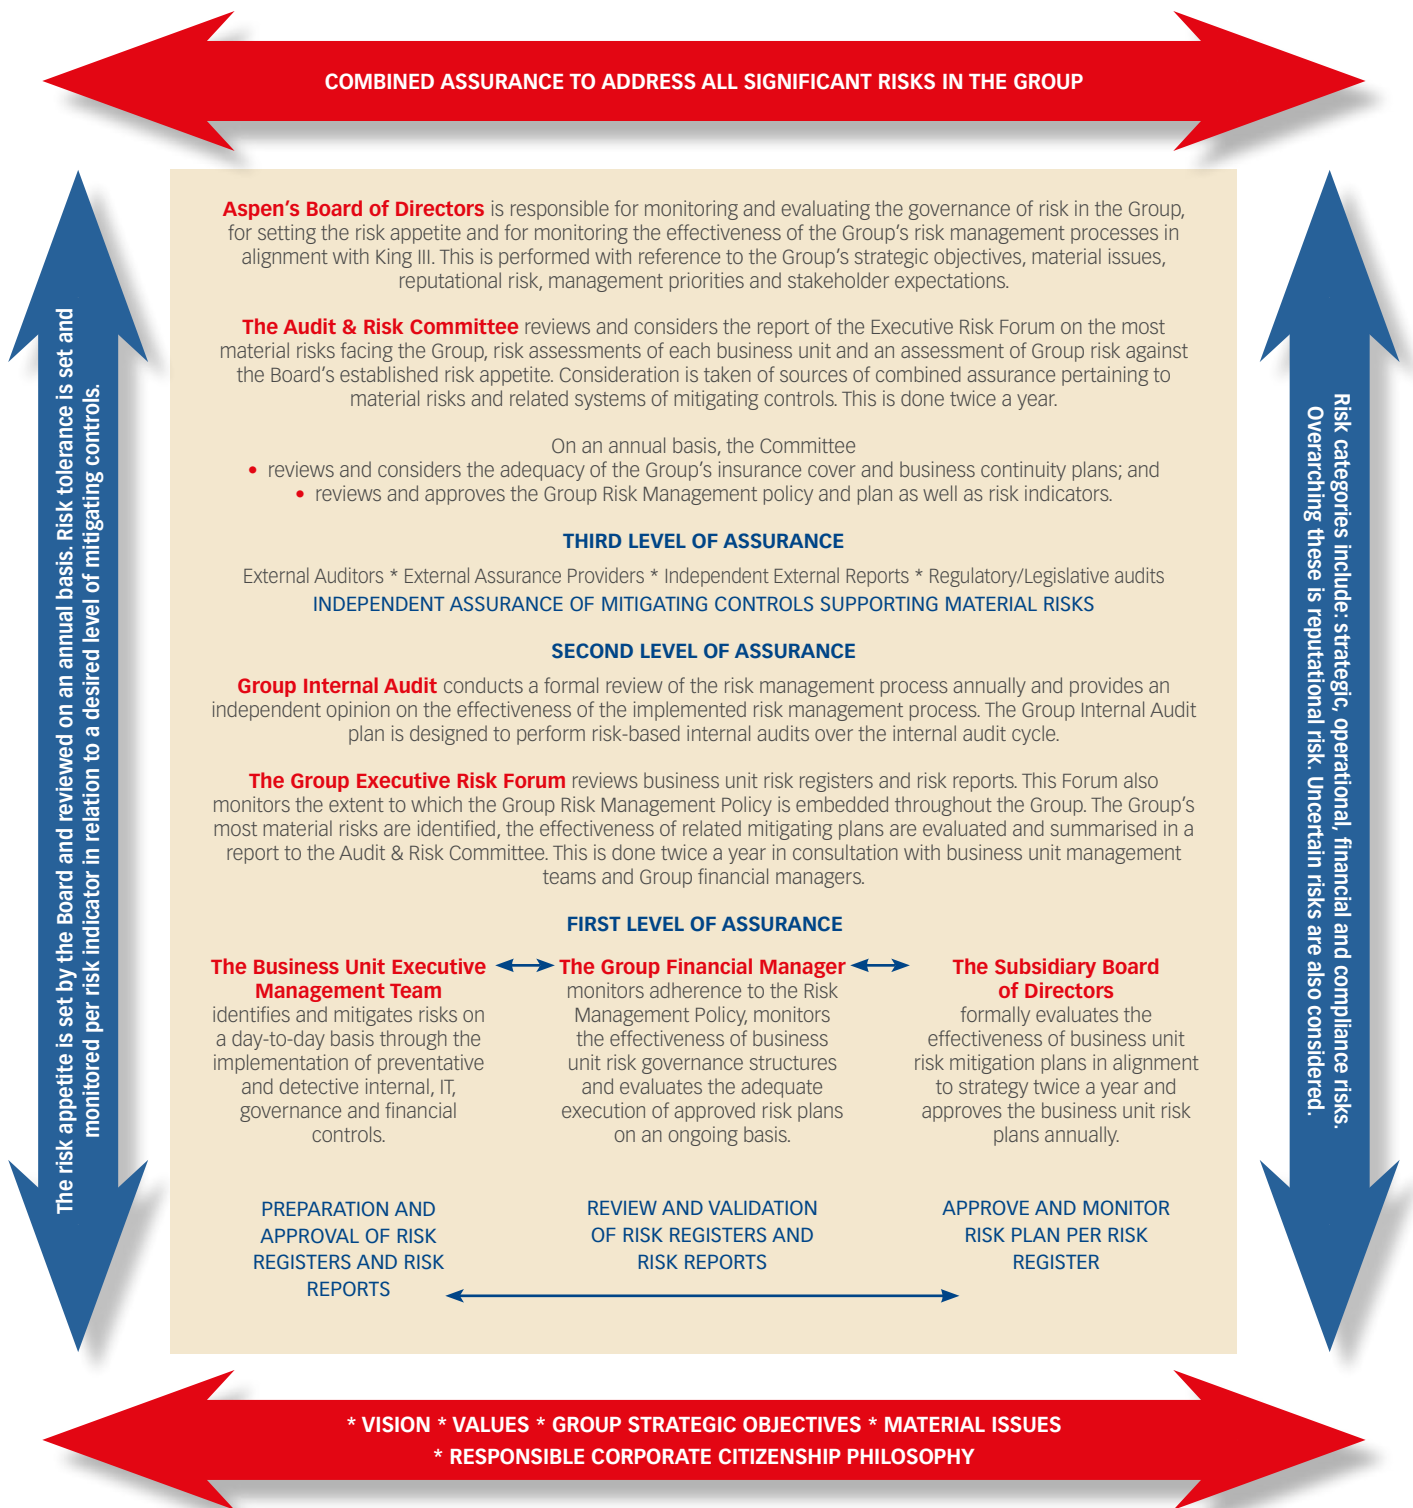 COMBINED ASSURANCE TO ADDRESS ALL SIGNIFICANT RISKS IN THE GROUP
The risk appetite is set by the Board and reviewed on an annual basis. Risk tolerance is set and
monitored per risk indicator in relation to a desired level of mitigating controls.
Aspen's Board of Directors is responsible for monitoring and evaluating the governance of risk in the Group,
for setting the risk appetite and for monitoring the effectiveness of the Group's risk management processes in
alignment with King III. This is performed with reference to the Group's strategic objectives, material issues,
reputational risk, management priorities and stakeholder expectations.
The Audit & Risk Committee reviews and considers the report of the Executive Risk Forum on the most
material risks facing the Group, risk assessments of each business unit and an assessment of Group risk against
the Board's established risk appetite. Consideration is taken of sources of combined assurance pertaining to
material risks and related systems of mitigating controls. This is done twice a year.
On an annual basis, the Committee
• reviews and considers the adequacy of the Group's insurance cover and business continuity plans; and
• reviews and approves the Group Risk Management policy and plan as well as risk indicators.
THIRD LEVEL OF ASSURANCE
External Auditors * External Assurance Providers * Independent External Reports * Regulatory/Legislative audits
INDEPENDENT ASSURANCE OF MITIGATING CONTROLS SUPPORTING MATERIAL RISKS
SECOND LEVEL OF ASSURANCE
Group Internal Audit conducts a formal review of the risk management process annually and provides an
independent opinion on the effectiveness of the implemented risk management process. The Group Internal Audit
plan is designed to perform risk-based internal audits over the internal audit cycle.
The Group Executive Risk Forum reviews business unit risk registers and risk reports. This Forum also
monitors the extent to which the Group Risk Management Policy is embedded throughout the Group. The Group's
most material risks are identified, the effectiveness of related mitigating plans are evaluated and summarised in a
report to the Audit & Risk Committee. This is done twice a year in consultation with business unit management
teams and Group financial managers.
FIRST LEVEL OF ASSURANCE
The Business Unit Executive
Management Team
identifies and mitigates risks on
a day-to-day basis through the
implementation of preventative
and detective internal, IT,
governance and financial
controls.
The Group Financial Manager
monitors adherence to the Risk
Management Policy, monitors
the effectiveness of business
unit risk governance structures
and evaluates the adequate
execution of approved risk plans
on an ongoing basis.
The Subsidiary Board
of Directors
formally evaluates the
effectiveness of business unit
risk mitigation plans in alignment
to strategy twice a year and
approves the business unit risk
plans annually.
PREPARATION AND
APPROVAL OF RISK
REGISTERS AND RISK
REPORTS
REVIEW AND VALIDATION
OF RISK REGISTERS AND
RISK REPORTS
APPROVE AND MONITOR
RISK PLAN PER RISK
REGISTER
Risk categories include: strategic, operational, financial and compliance risks.
Overarching these is reputational risk. Uncertain risks are also considered.
* VISION * VALUES * GROUP STRATEGIC OBJECTIVES * MATERIAL ISSUES
* RESPONSIBLE CORPORATE CITIZENSHIP PHILOSOPHY